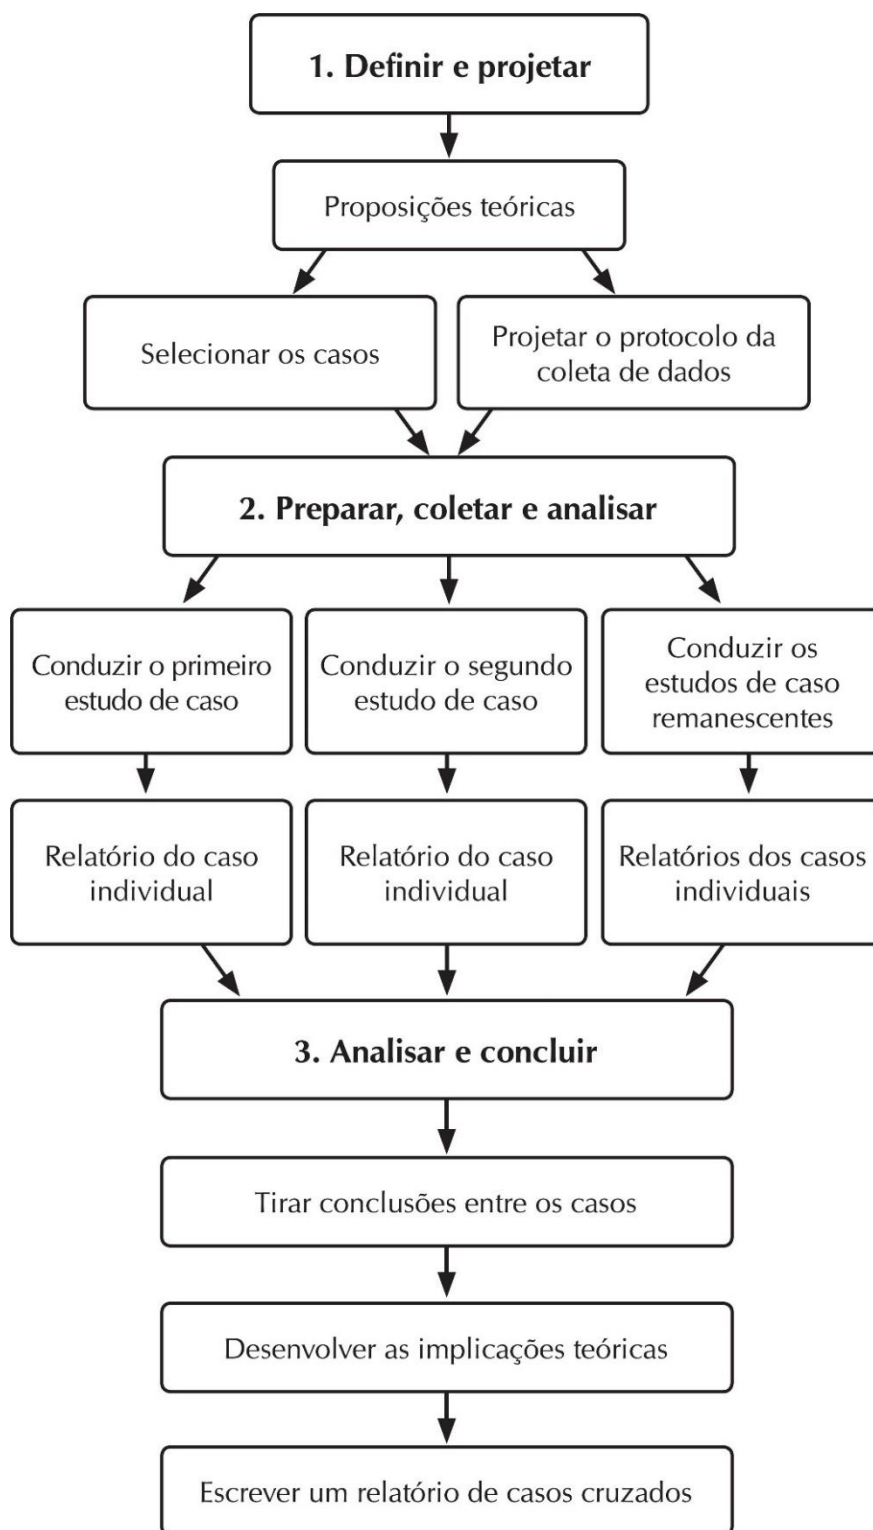 1. Definir e projetar
Proposições teóricas
Selecionar os casos
Projetar o protocolo da
coleta de dados
2. Preparar, coletar e analisar
Conduzir o primeiro
estudo de caso
Conduzir o segundo
estudo de caso
Conduzir os
estudos de caso
remanescentes
Relatório do caso
individual
Relatório do caso
individual
Relatórios dos casos
individuais
3. Analisar e concluir
Tirar conclusões entre os casos
Desenvolver as implicações teóricas
Escrever um relatório de casos cruzados